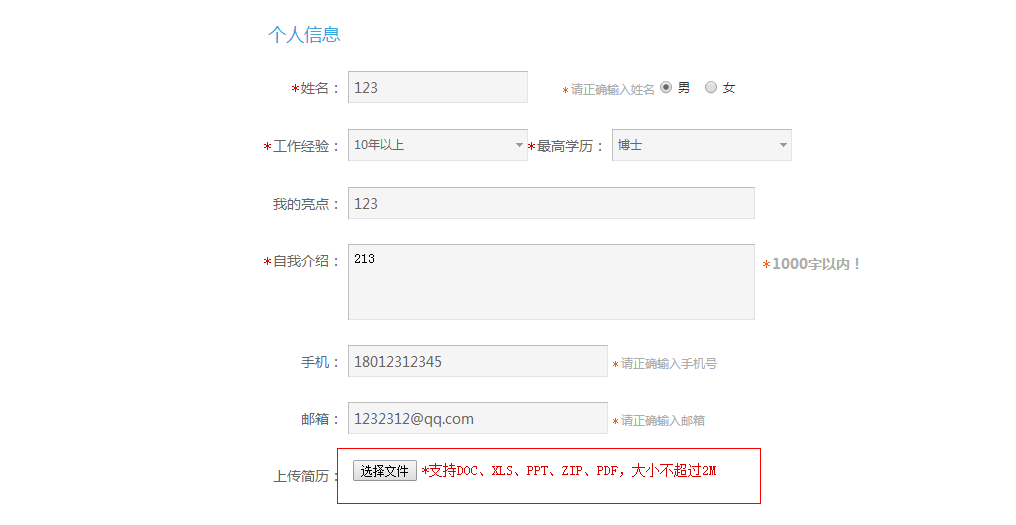 个人信息
*姓名： 123 *请正确输入姓名 男 女
*工作经验： 10年以上 *最高学历： 博士
我的亮点： 123
*自我介绍： 213 *1000字以内！
手机： 18012312345 *请正确输入手机号
邮箱： 1232312@qq.com *请正确输入邮箱
上传简历： 选择文件 *支持DOC、XLS、PPT、ZIP、PDF，大小不超过2M